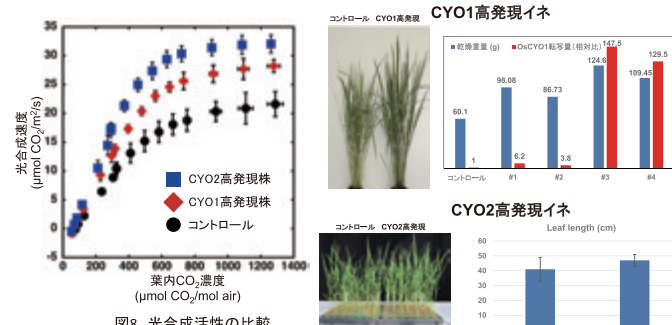 35
30
25
20
15
10
5
0
-5
0 200 400 600 800 1000 1200 1400
光合成速度
(μmol CO2/m2/s)
CYO2高発現株
CYO1高発現株
コントロール
葉内CO2濃度
(μmol CO2/mol air)
図8 光合成活性の比較
CYO1高発現イネ
コントロール CYO1高発現
乾燥重量 (g) OsCYO1転写量 (相対比)
60.1 1
98.08 6.2
86.73 3.8
124.6 147.5
109.45 129.5
コントロール #1 #2 #3 #4
CYO2高発現イネ
コントロール CYO2高発現
Leaf length (cm)
60
50
40
30
20
10